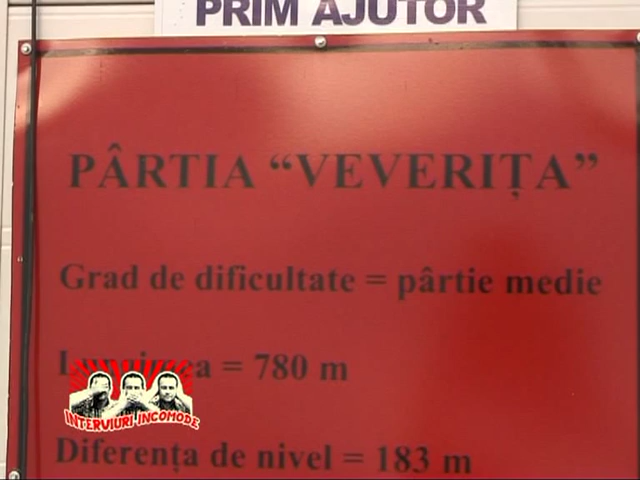 PRIM AJUTOR
PÂRTIA “VEVERIȚA”
Grad de dificultate = pârtie medie
= 780 m
INTERVIURI INCOMODE
Diferența de nivel = 183 m